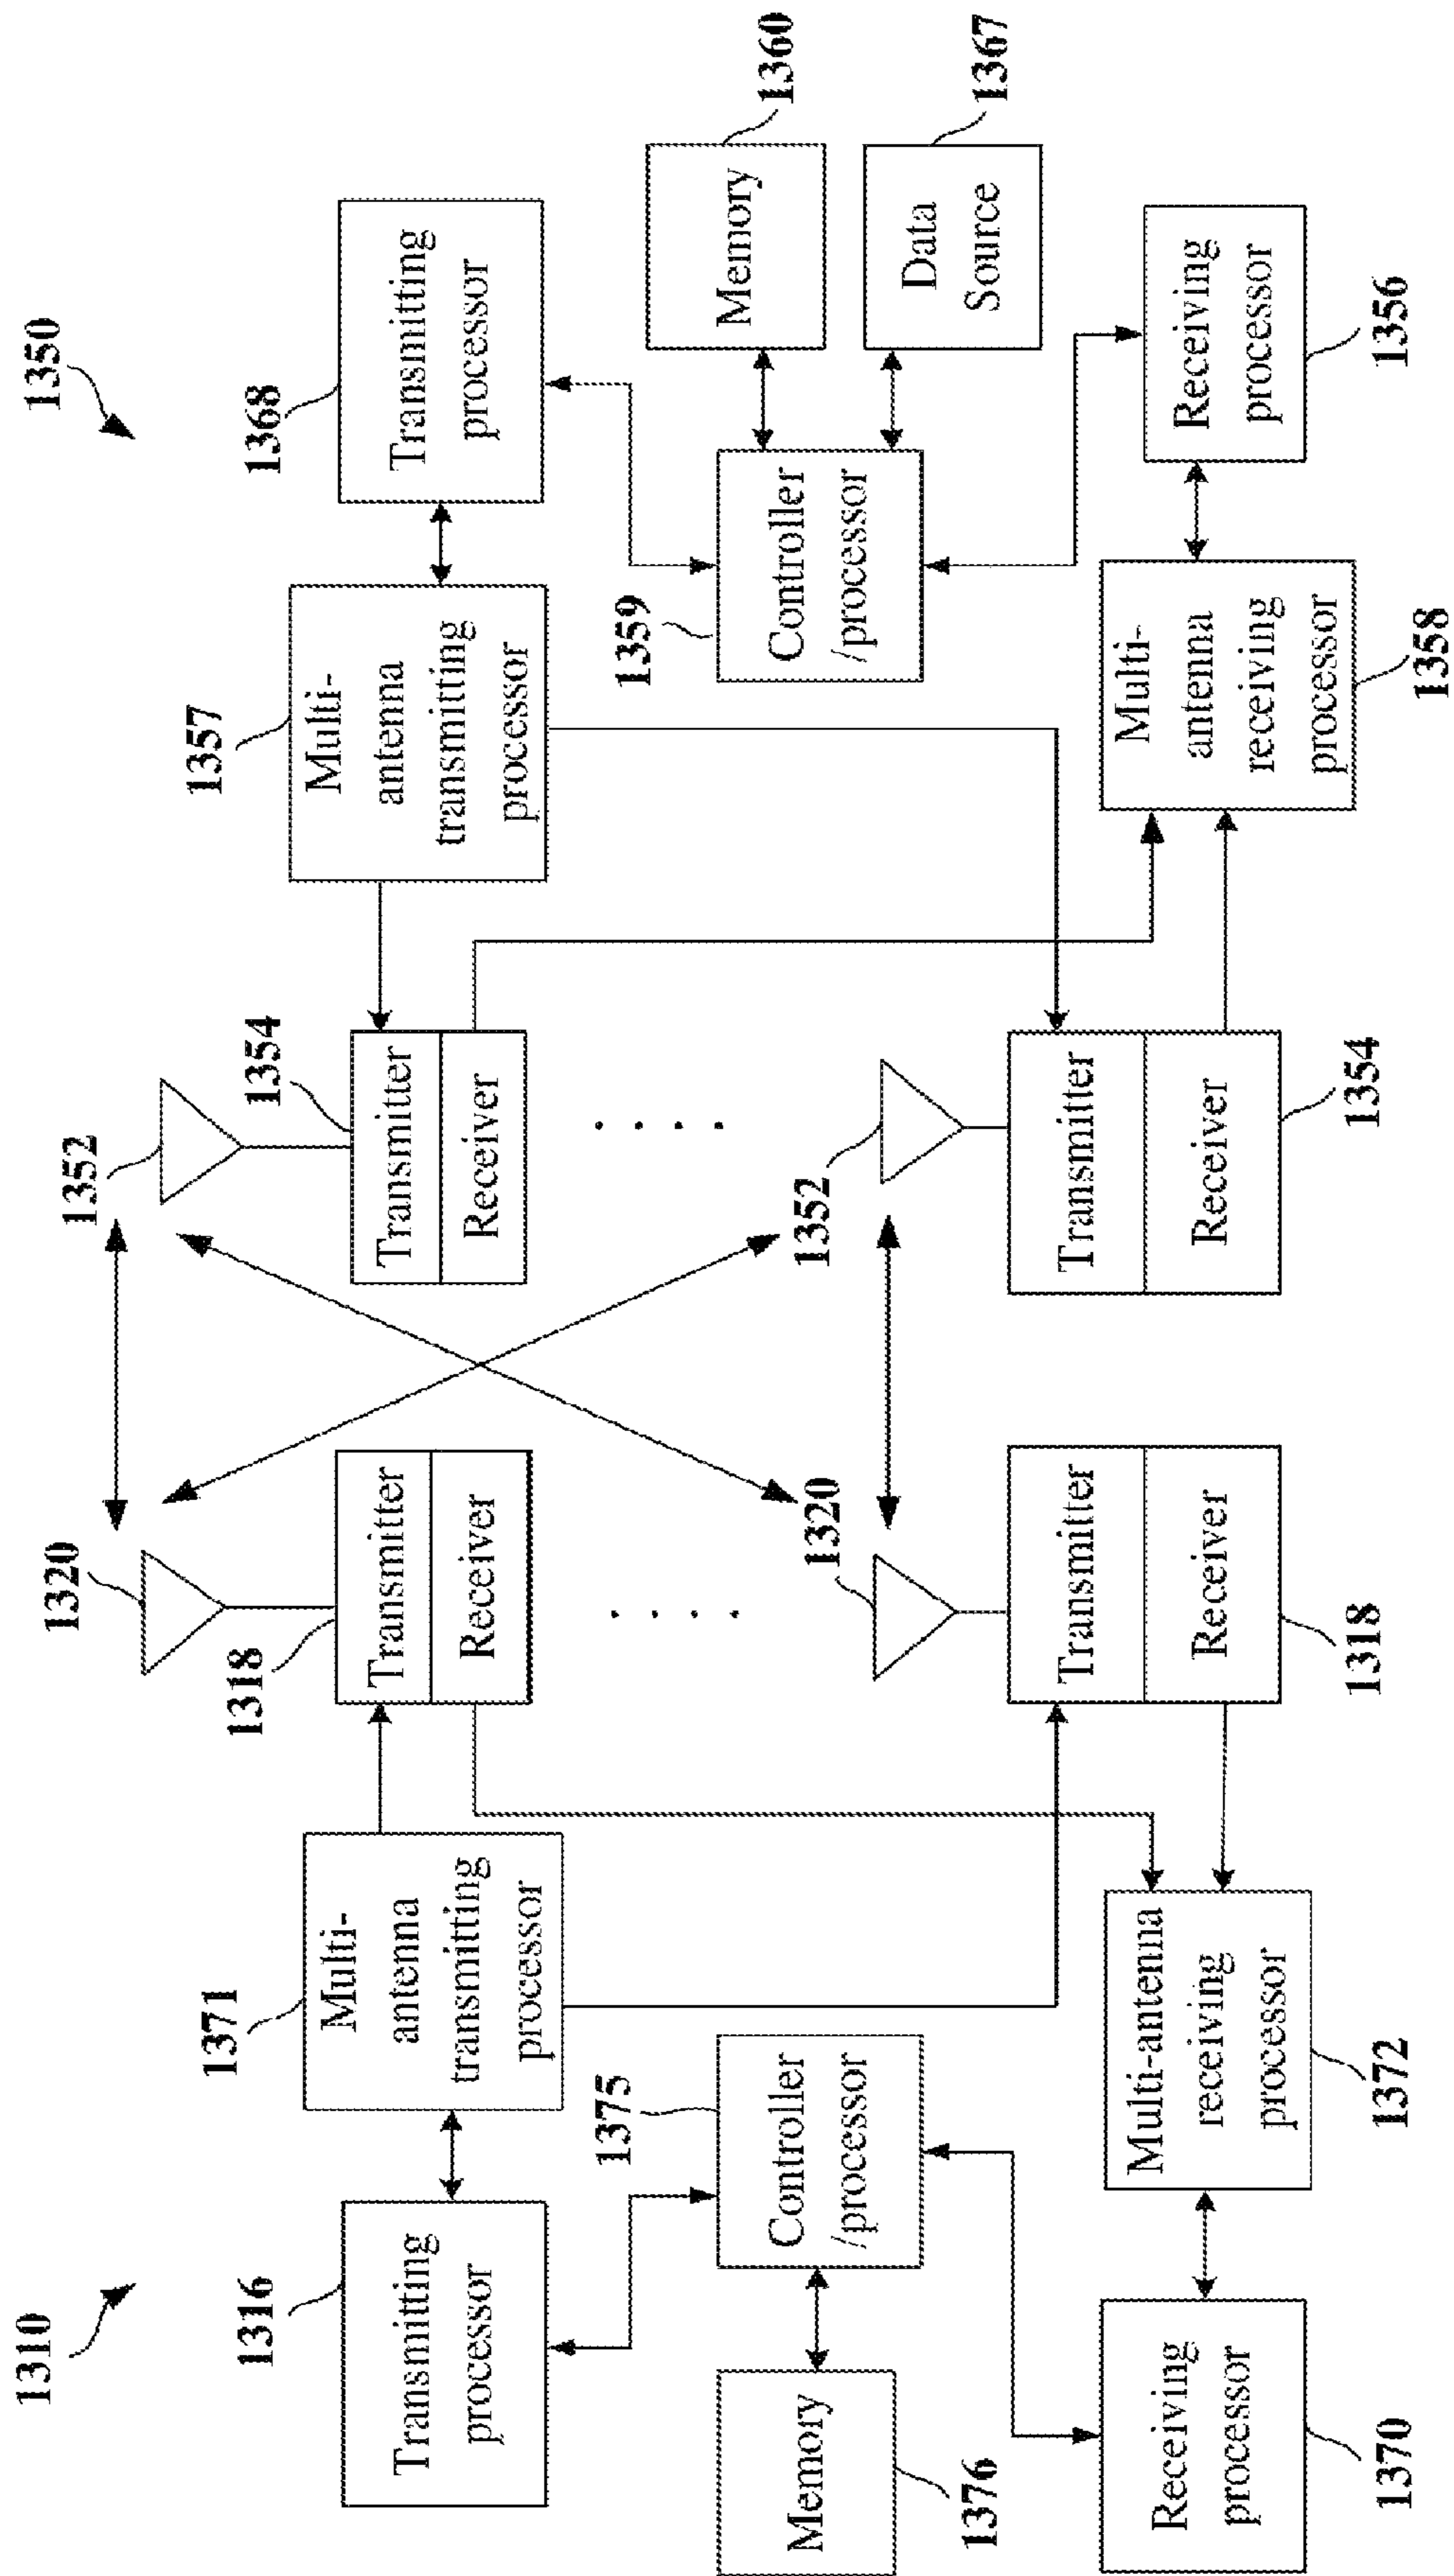 1310
1350
1316
Transmitting
processor
1371
Multi-
antenna
transmitting
processor
1320
1318
Transmitter
Receiver
1352
1354
Transmitter
Receiver
1357
Multi-
antenna
transmitting
processor
1368
Transmitting
processor
Memory
1376
1375
Controller
/processor
1359
Controller
/processor
Memory
1360
Data
Source
1367
. . . .
. . . .
1320
Transmitter
Receiver
1318
1352
Transmitter
Receiver
1354
Receiving
processor
1370
Multi-antenna
receiving
processor
1372
Multi-
antenna
receiving
processor
1358
Receiving
processor
1356